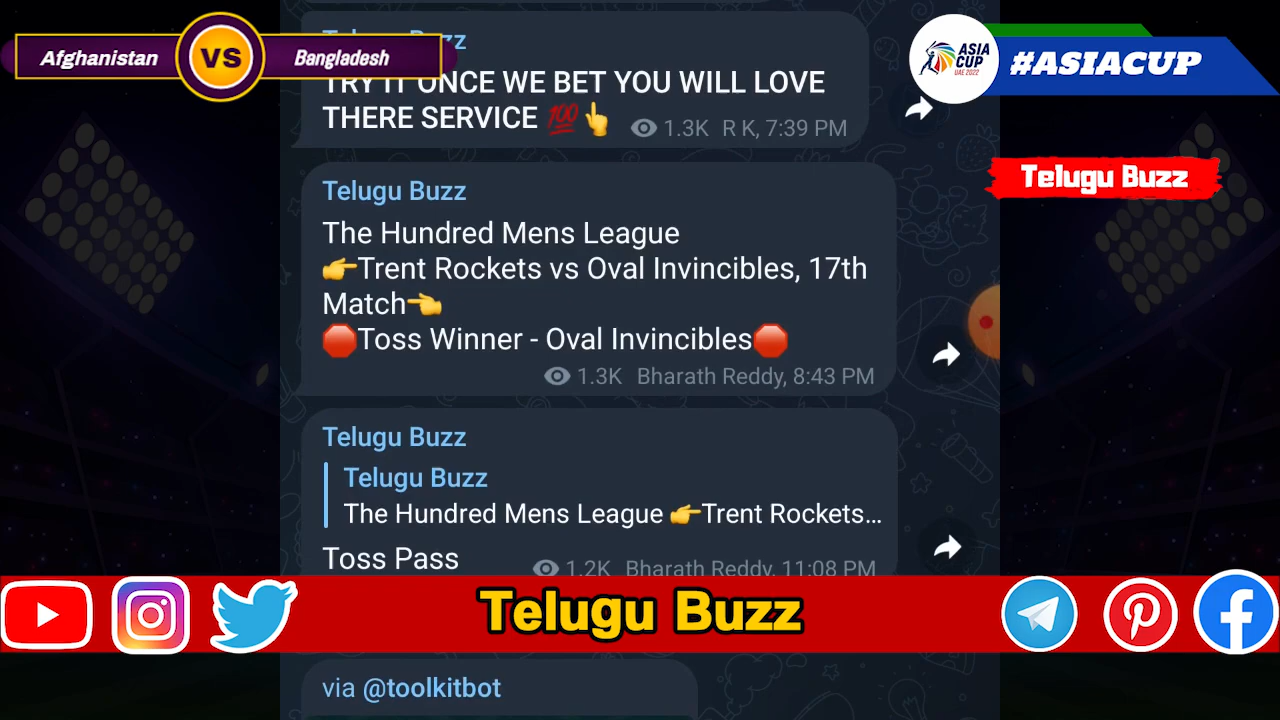 Afghanistan VS Bangladesh
ASIA CUP UAE 2022
#ASIACUP
TRY IT ONCE WE BET YOU WILL LOVE
THERE SERVICE 💯👆 1.3K R K, 7:39 PM
Telugu Buzz
Telugu Buzz
The Hundred Mens League
👉Trent Rockets vs Oval Invincibles, 17th
Match👈
🛑Toss Winner - Oval Invincibles🛑
1.3K Bharath Reddy, 8:43 PM
Telugu Buzz
Telugu Buzz
The Hundred Mens League 👉Trent Rockets...
Toss Pass 1.2K Bharath Reddy, 11:08 PM
Telugu Buzz
via @toolkitbot